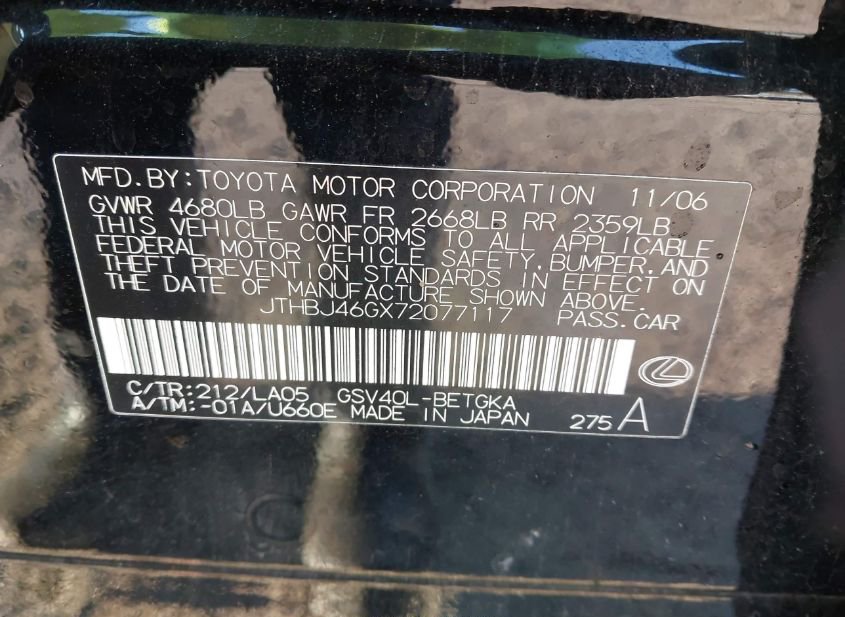 MFD.BY:TOYOTA MOTOR CORPORATION 11/06
GVWR 4680LB GAWR FR 2668LB RR 2359LB
THIS VEHICLE CONFORMS TO ALL APPLICABLE
FEDERAL MOTOR VEHICLE SAFETY,BUMPER,AND
THEFT PREVENTION STANDARDS IN EFFECT ON
THE DATE OF MANUFACTURE SHOWN ABOVE.
JTHBJ46GX72077117 PASS.CAR
C/TR:212/LA05 GSV40L-BETGKA
A/TM:-01A/U660E MADE IN JAPAN 275 A